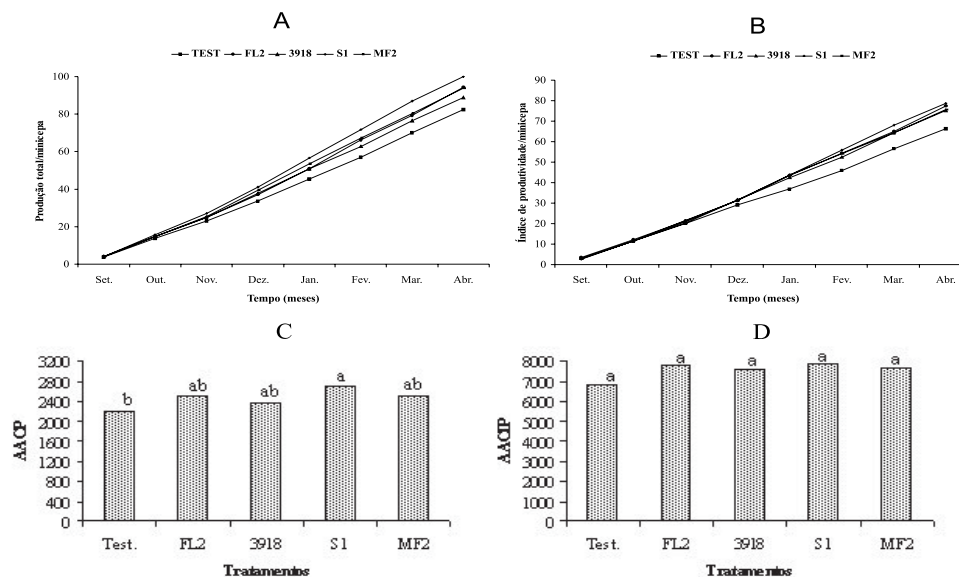 A
TEST FL2 3918 S1 MF2
Produção total/minicepa
100
80
60
40
20
0
Set. Out. Nov. Dez. Jan. Fev. Mar. Abr.
Tempo (meses)
B
TEST FL2 3918 S1 MF2
Índice de produtividade/minicepa
90
80
70
60
50
40
30
20
10
0
Set. Out. Nov. Dez. Jan. Fev. Mar. Abr.
Tempo (meses)
C
AACP
3200
2800
2400
2000
1600
1200
800
400
0
b ab ab a ab
Test. FL2 3918 S1 MF2
Tratamentos
D
AACIP
8000
7000
6000
5000
4000
3000
2000
1000
0
a a a a a
Test. FL2 3918 S1 MF2
Tratamentos